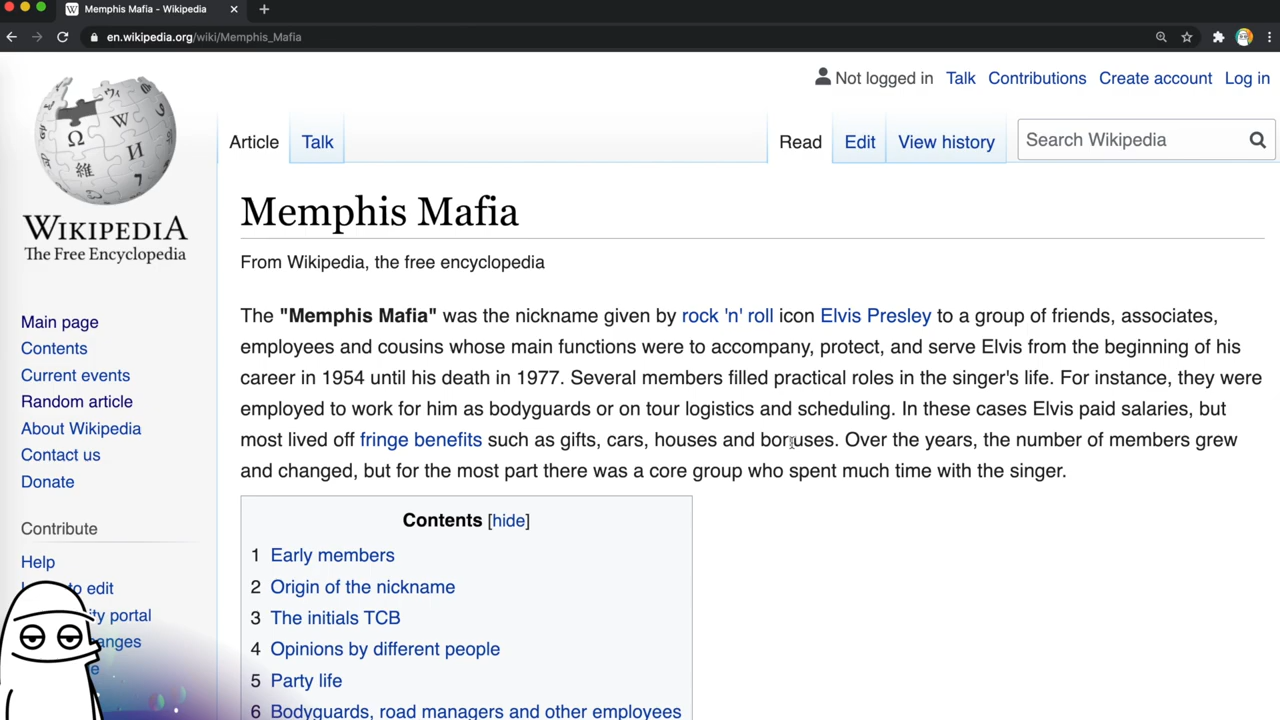 Memphis Mafia - Wikipedia
en.wikipedia.org/wiki/Memphis_Mafia
Not logged in Talk Contributions Create account Log in
Article Talk Read Edit View history Search Wikipedia
WIKIPEDIA
The Free Encyclopedia
Memphis Mafia
From Wikipedia, the free encyclopedia
The "Memphis Mafia" was the nickname given by rock 'n' roll icon Elvis Presley to a group of friends, associates,
employees and cousins whose main functions were to accompany, protect, and serve Elvis from the beginning of his
career in 1954 until his death in 1977. Several members filled practical roles in the singer's life. For instance, they were
employed to work for him as bodyguards or on tour logistics and scheduling. In these cases Elvis paid salaries, but
most lived off fringe benefits such as gifts, cars, houses and bonuses. Over the years, the number of members grew
and changed, but for the most part there was a core group who spent much time with the singer.
Main page
Contents
Current events
Random article
About Wikipedia
Contact us
Donate
Contribute
Help
to edit
ity portal
anges
e
Contents [hide]
1 Early members
2 Origin of the nickname
3 The initials TCB
4 Opinions by different people
5 Party life
6 Bodyguards, road managers and other employees